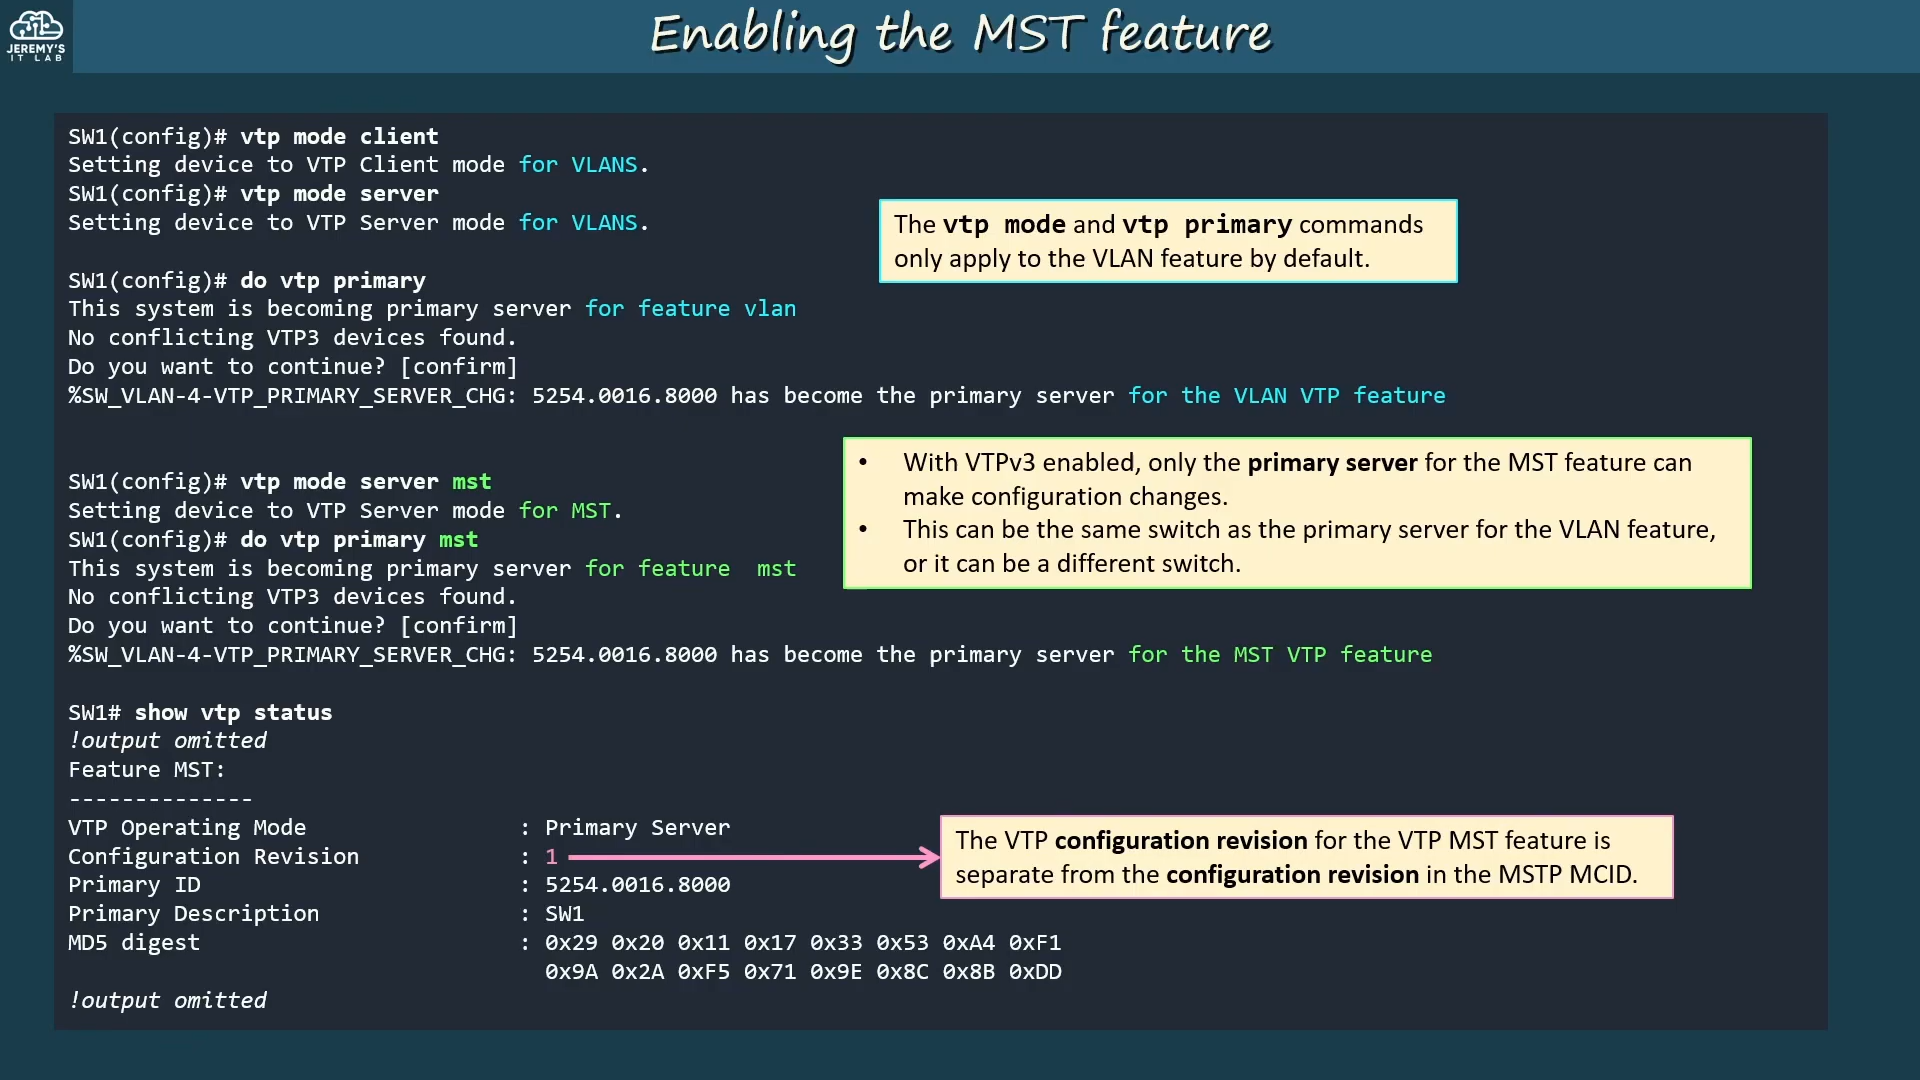 JEREMY'S
IT LAB
Enabling the MST feature
SW1(config)# vtp mode client
Setting device to VTP Client mode for VLANS.
SW1(config)# vtp mode server
Setting device to VTP Server mode for VLANS.
The vtp mode and vtp primary commands
only apply to the VLAN feature by default.
SW1(config)# do vtp primary
This system is becoming primary server for feature vlan
No conflicting VTP3 devices found.
Do you want to continue? [confirm]
%SW_VLAN-4-VTP_PRIMARY_SERVER_CHG: 5254.0016.8000 has become the primary server for the VLAN VTP feature
• With VTPv3 enabled, only the primary server for the MST feature can
make configuration changes.
• This can be the same switch as the primary server for the VLAN feature,
or it can be a different switch.
SW1(config)# vtp mode server mst
Setting device to VTP Server mode for MST.
SW1(config)# do vtp primary mst
This system is becoming primary server for feature  mst
No conflicting VTP3 devices found.
Do you want to continue? [confirm]
%SW_VLAN-4-VTP_PRIMARY_SERVER_CHG: 5254.0016.8000 has become the primary server for the MST VTP feature
SW1# show vtp status
!output omitted
Feature MST:
--------------
VTP Operating Mode : Primary Server
Configuration Revision : 1
Primary ID : 5254.0016.8000
Primary Description : SW1
MD5 digest : 0x29 0x20 0x11 0x17 0x33 0x53 0xA4 0xF1
0x9A 0x2A 0xF5 0x71 0x9E 0x8C 0x8B 0xDD
!output omitted
The VTP configuration revision for the VTP MST feature is
separate from the configuration revision in the MSTP MCID.